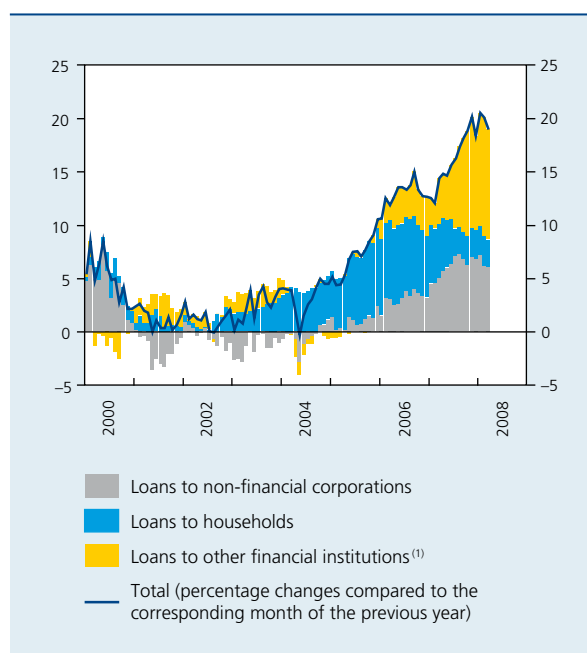 25 25
20 20
15 15
10 10
5 5
0 0
–5 –5
2000 2002 2004 2006 2008
Loans to non-financial corporations
Loans to households
Loans to other financial institutions (1)
Total (percentage changes compared to the
corresponding month of the previous year)